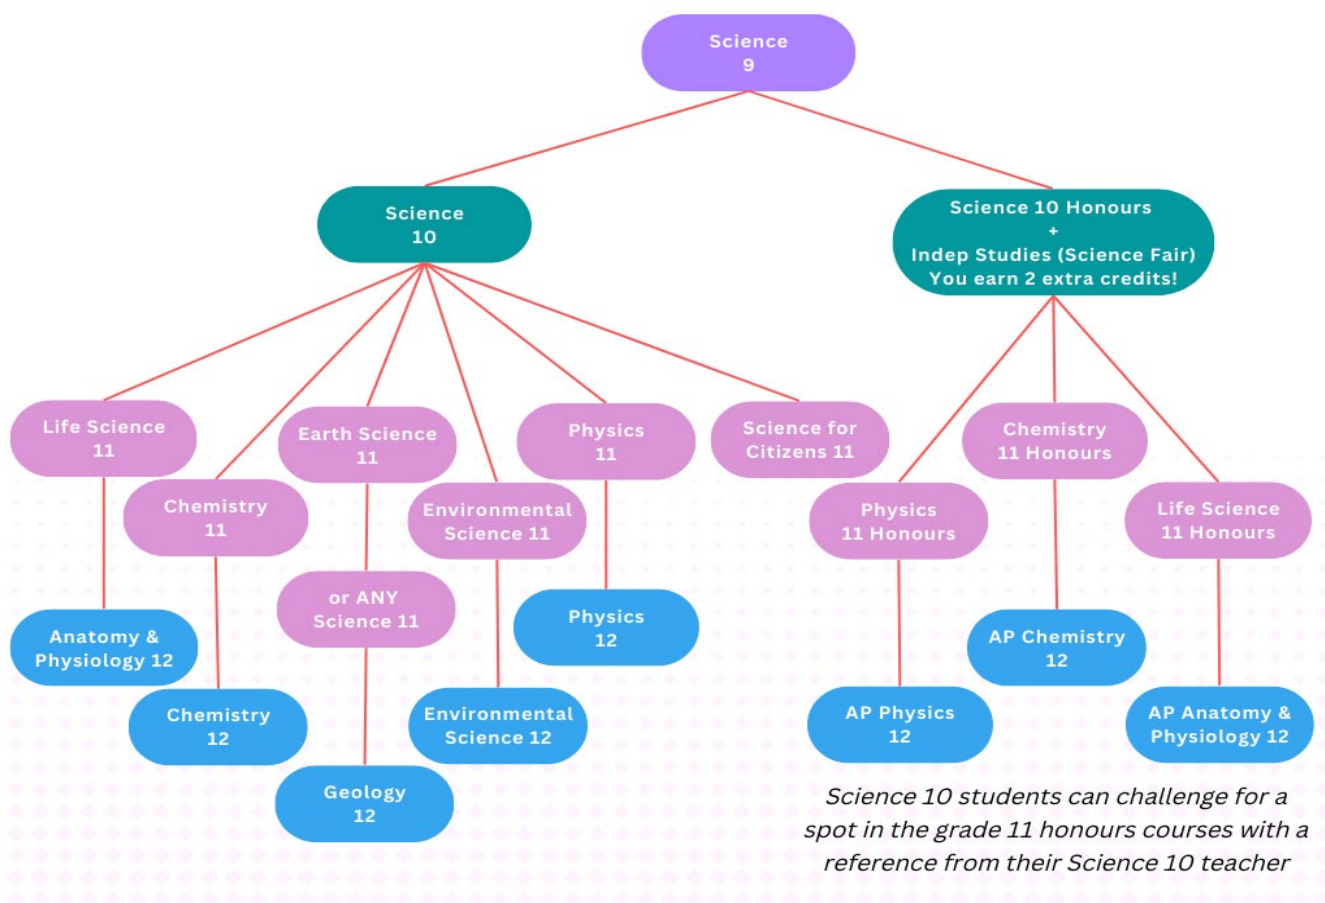 Science
9
Science
10
Science 10 Honours
+
Indep Studies (Science Fair)
You earn 2 extra credits!
Life Science
11
Chemistry
11
Earth Science
11
or ANY
Science 11
Environmental
Science 11
Physics
11
Science for
Citizens 11
Physics
11 Honours
Chemistry
11 Honours
Life Science
11 Honours
Anatomy &
Physiology 12
Chemistry
12
Geology
12
Environmental
Science 12
Physics
12
AP Physics
12
AP Chemistry
12
AP Anatomy &
Physiology 12
Science 10 students can challenge for a
spot in the grade 11 honours courses with a
reference from their Science 10 teacher